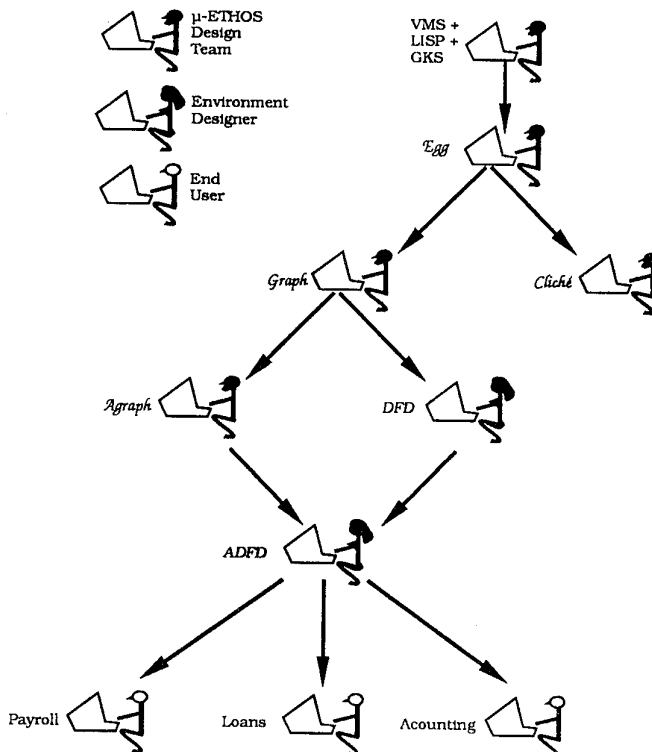 µ-ETHOS
Design
Team
VMS +
LISP +
GKS
Environment
Designer
Egg
End
User
Graph
Cliché
Agraph
DFD
ADFD
Payroll
Loans
Acounting